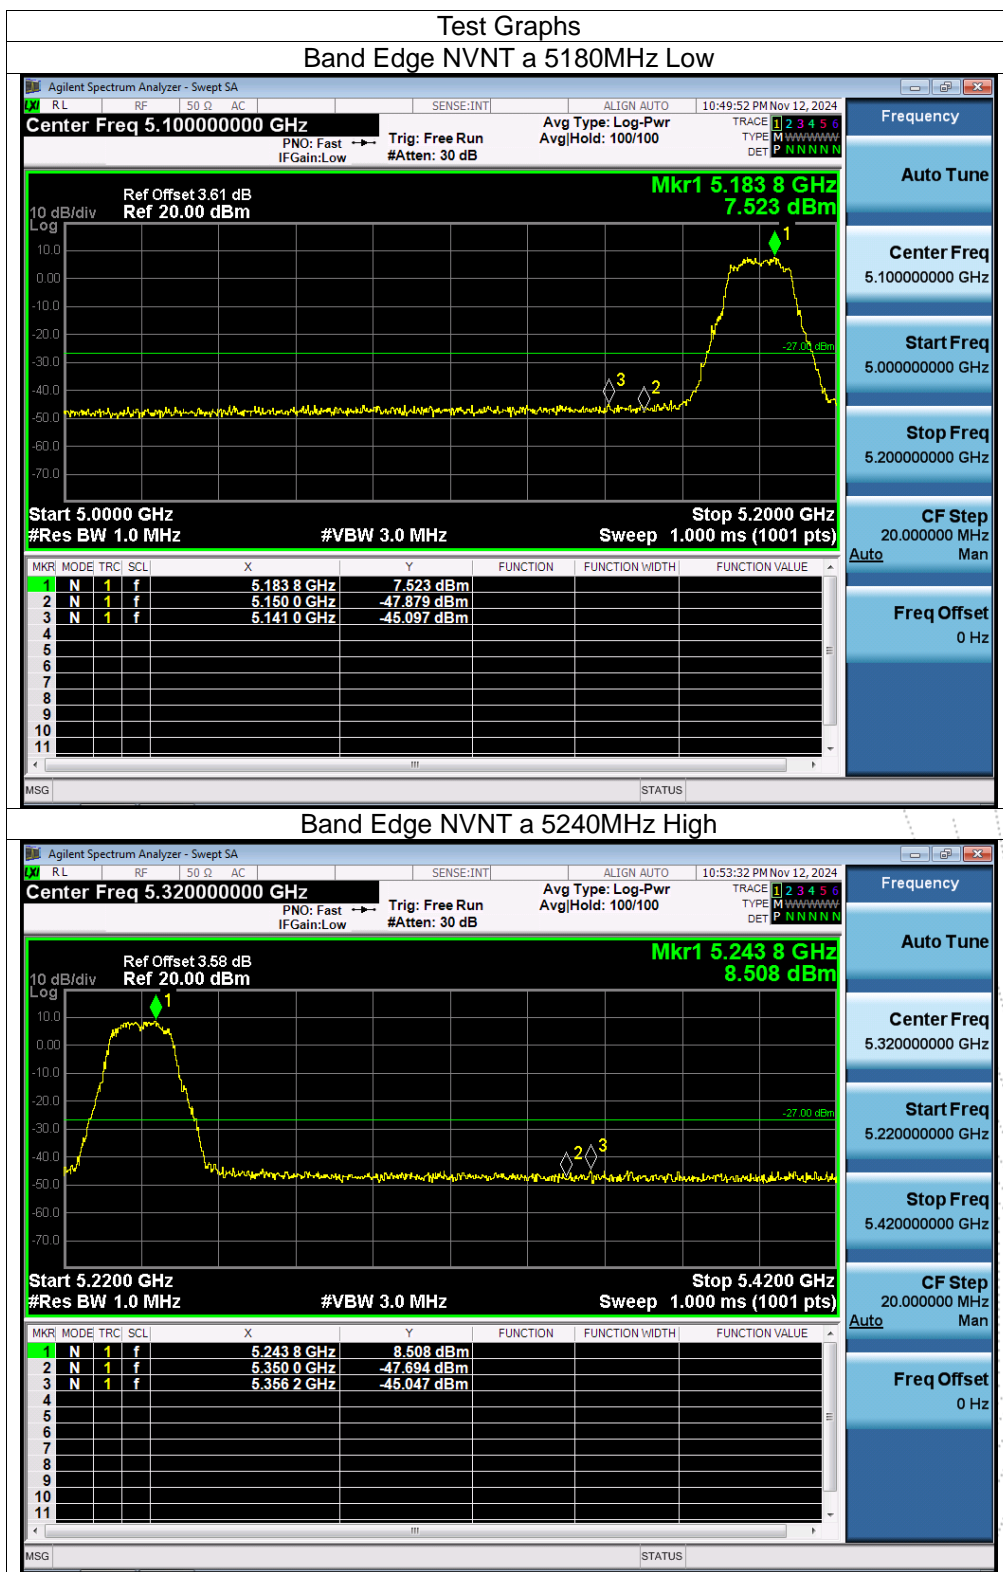 Test Graphs
Band Edge NVNT a 5180MHz Low
Agilent Spectrum Analyzer - Swept SA
LXI RL RF 50 Ω AC SENSE:INT ALIGN AUTO 10:49:52 PM Nov 12, 2024
Center Freq 5.100000000 GHz
PNO: Fast
IFGain:Low
Trig: Free Run
#Atten: 30 dB
Avg Type: Log-Pwr
Avg|Hold: 100/100
TRACE 1 2 3 4 5 6
TYPE M WWWWW
DET P N N N N N
Frequency
Auto Tune
Center Freq
5.100000000 GHz
Start Freq
5.000000000 GHz
Stop Freq
5.200000000 GHz
CF Step
20.000000 MHz
Auto Man
Freq Offset
0 Hz
Mkr1 5.183 8 GHz
7.523 dBm
Ref Offset 3.61 dB
10 dB/div Ref 20.00 dBm
Log
10.0
0.00
-10.0
-20.0
-30.0
-40.0
-50.0
-60.0
-70.0
1
-27.00 dBm
3
2
Start 5.0000 GHz Stop 5.2000 GHz
#Res BW 1.0 MHz #VBW 3.0 MHz Sweep 1.000 ms (1001 pts)
MKR MODE TRC SCL X Y FUNCTION FUNCTION WIDTH FUNCTION VALUE
1 N 1 f 5.183 8 GHz 7.523 dBm
2 N 1 f 5.150 0 GHz -47.879 dBm
3 N 1 f 5.141 0 GHz -45.097 dBm
4
5
6
7
8
9
10
11
MSG STATUS
Band Edge NVNT a 5240MHz High
Agilent Spectrum Analyzer - Swept SA
LXI RL RF 50 Ω AC SENSE:INT ALIGN AUTO 10:53:32 PM Nov 12, 2024
Center Freq 5.320000000 GHz
PNO: Fast
IFGain:Low
Trig: Free Run
#Atten: 30 dB
Avg Type: Log-Pwr
Avg|Hold: 100/100
TRACE 1 2 3 4 5 6
TYPE M WWWWW
DET P N N N N N
Frequency
Auto Tune
Center Freq
5.320000000 GHz
Start Freq
5.220000000 GHz
Stop Freq
5.420000000 GHz
CF Step
20.000000 MHz
Auto Man
Freq Offset
0 Hz
Mkr1 5.243 8 GHz
8.508 dBm
Ref Offset 3.58 dB
10 dB/div Ref 20.00 dBm
Log
10.0
0.00
-10.0
-20.0
-30.0
-40.0
-50.0
-60.0
-70.0
1
-27.00 dBm
2
3
Start 5.2200 GHz Stop 5.4200 GHz
#Res BW 1.0 MHz #VBW 3.0 MHz Sweep 1.000 ms (1001 pts)
MKR MODE TRC SCL X Y FUNCTION FUNCTION WIDTH FUNCTION VALUE
1 N 1 f 5.243 8 GHz 8.508 dBm
2 N 1 f 5.350 0 GHz -47.694 dBm
3 N 1 f 5.356 2 GHz -45.047 dBm
4
5
6
7
8
9
10
11
MSG STATUS